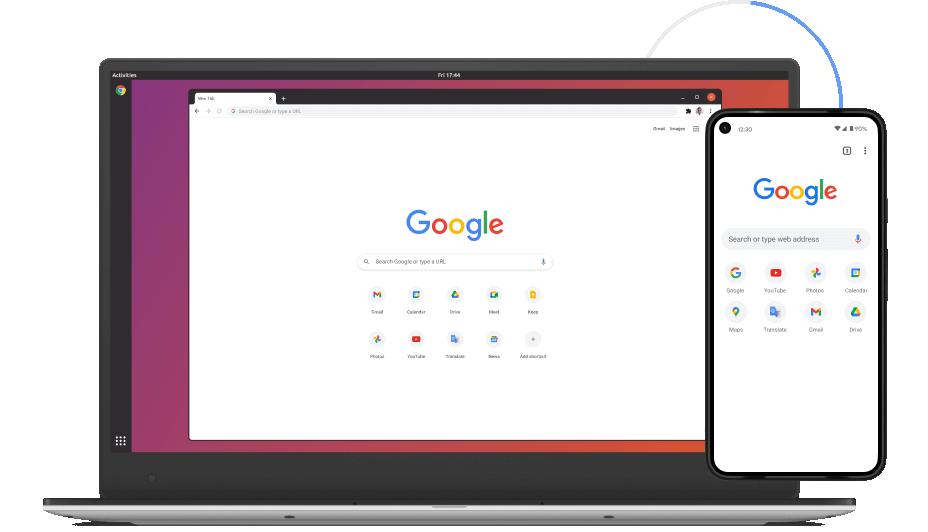 Activities
Fri 17:44
New Tab
Search Google or type a URL
Gmail Images
Google
Search Google or type a URL
Gmail Calendar Drive Meet Keep
Photos YouTube Translate News Add shortcut
12:30 90%
3
Google
Search or type web address
Google YouTube Photos Calendar
Maps Translate Gmail Drive